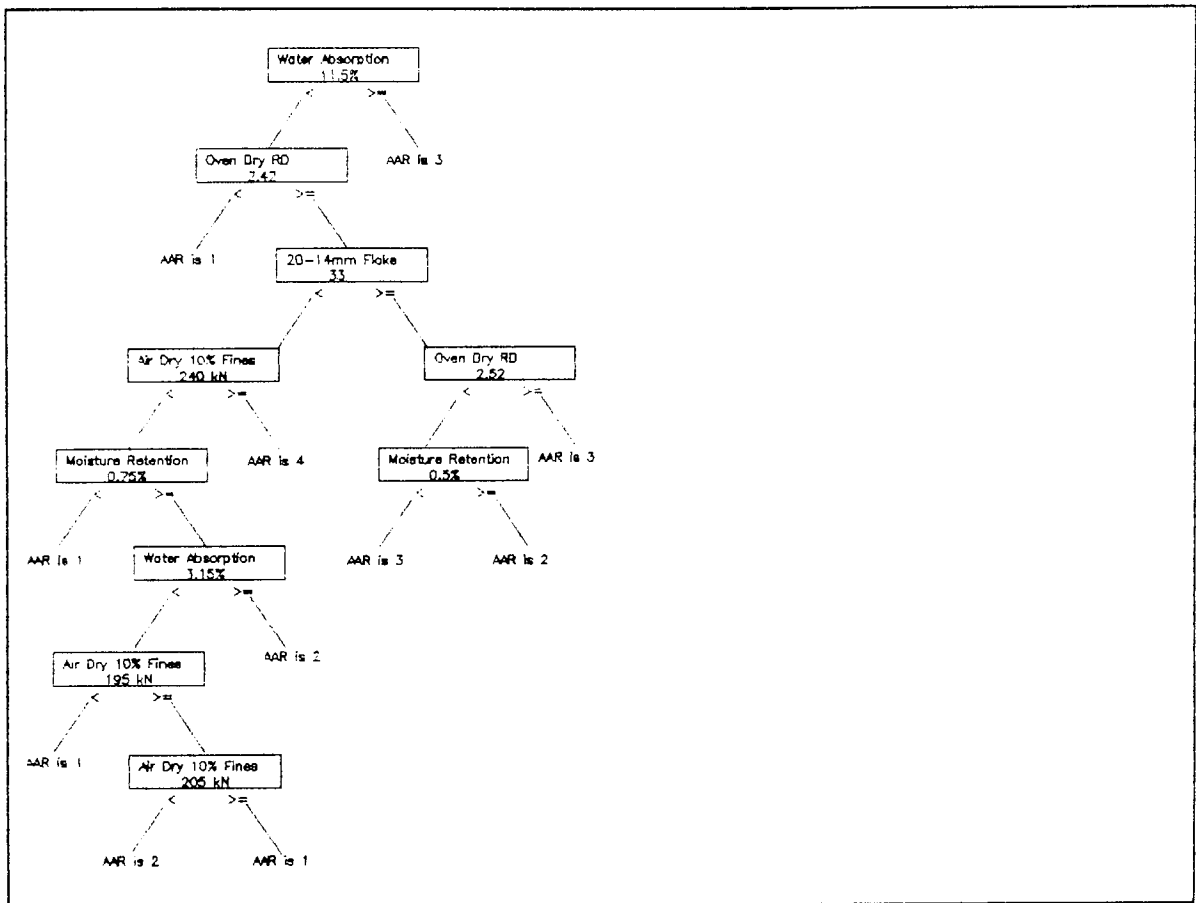 Water Absorption
11.5%
< >=
Oven Dry RD
2.42
AAR is 3
< >=
AAR is 1
20-14mm Flake
33
< >=
Air Dry 10% Fines
240 kN
Oven Dry RD
2.52
< >=
< >=
Moisture Retention
0.75%
AAR is 4
Moisture Retention
0.5%
AAR is 3
< >=
< >=
AAR is 1
Water Absorption
3.15%
AAR is 3
AAR is 2
< >=
Air Dry 10% Fines
195 kN
AAR is 2
< >=
AAR is 1
Air Dry 10% Fines
205 kN
< >=
AAR is 2
AAR is 1